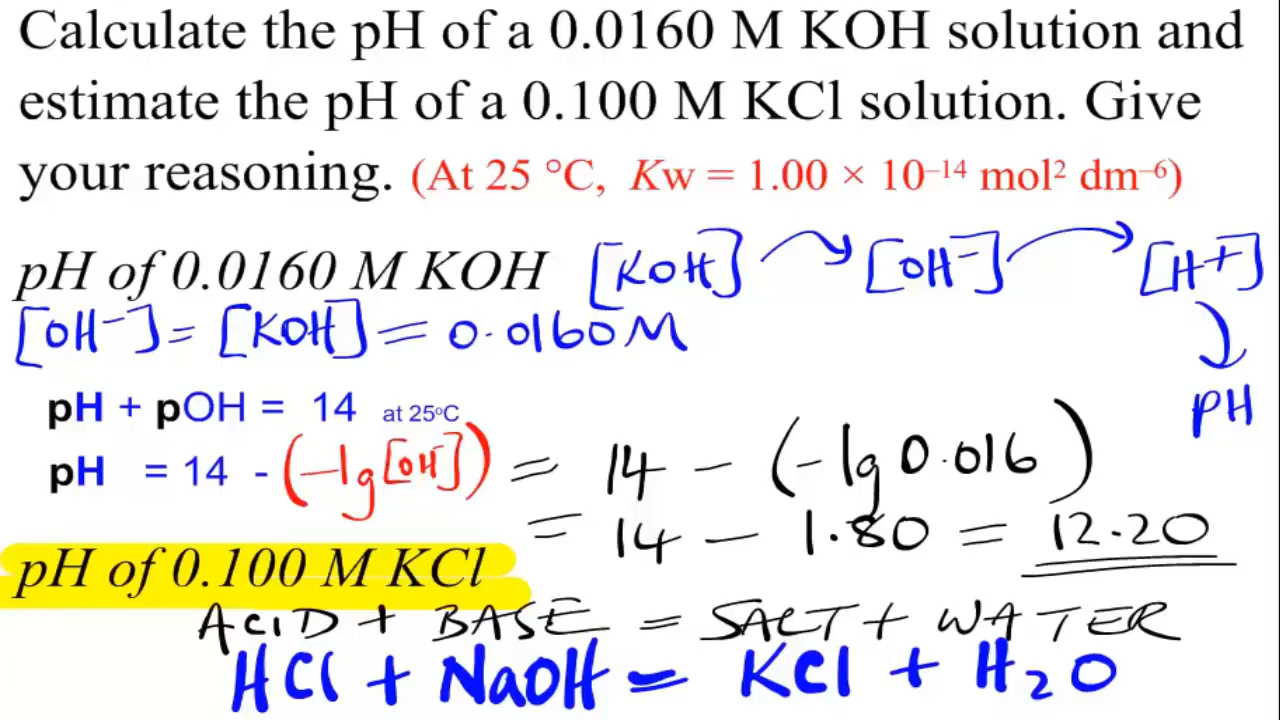 Calculate the pH of a 0.0160 M KOH solution and
estimate the pH of a 0.100 M KCl solution. Give
your reasoning. (At 25 °C, Kw = 1.00 × 10⁻¹⁴ mol² dm⁻⁶)
pH of 0.0160 M KOH [KOH] → [OH⁻] → [H+]
[OH⁻] = [KOH] = 0.0160M
pH
pH + pOH = 14 at 25°C
pH = 14 - (-lg[OH⁻]) = 14 - (-lg 0.016)
= 14 - 1.80 = 12.20
pH of 0.100 M KCl
ACID + BASE = SALT + WATER
HCl + NaOH = KCl + H₂O